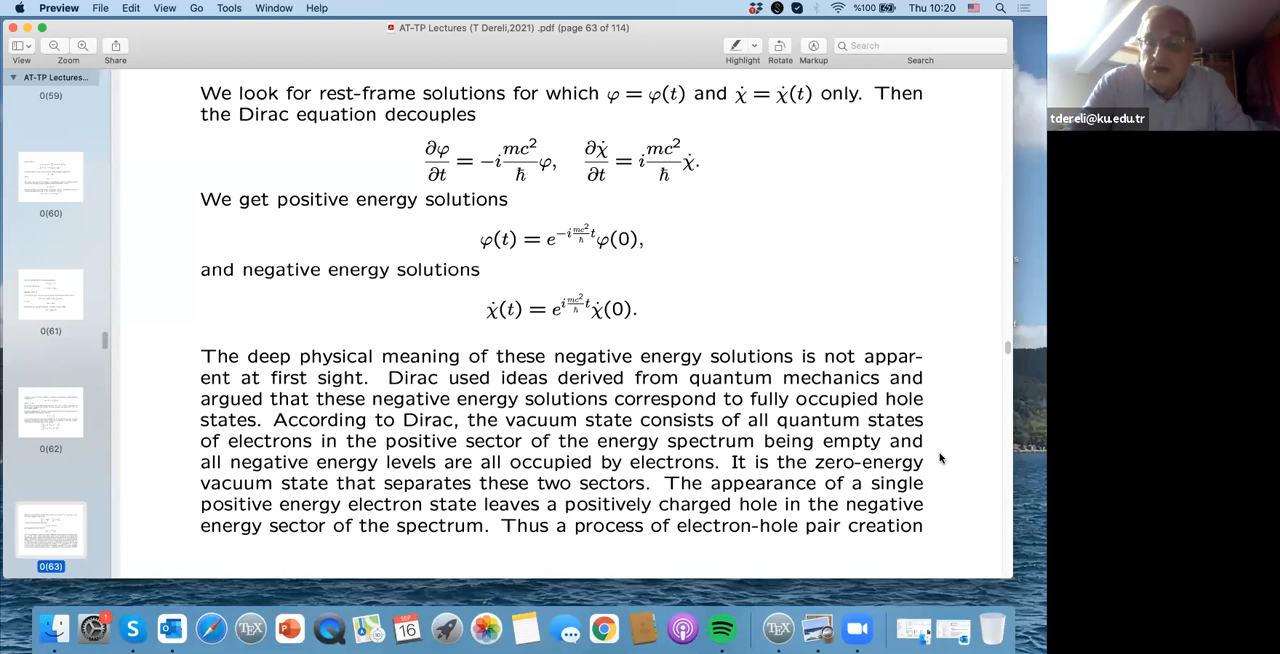 Preview File Edit View Go Tools Window Help %100 Thu 10:20
AT-TP Lectures (T Dereli,2021) .pdf (page 63 of 114)
View Zoom Share Highlight Rotate Markup Search
Search
AT-TP Lectures...
0(59)
0(60)
0(61)
0(62)
0(63)
We look for rest-frame solutions for which φ = φ(t) and χ̇ = χ̇(t) only. Then
the Dirac equation decouples
∂φ/∂t = −i mc²/ħ φ, ∂χ̇/∂t = i mc²/ħ χ̇.
We get positive energy solutions
φ(t) = e^{−i mc²/ħ t} φ(0),
and negative energy solutions
χ̇(t) = e^{i mc²/ħ t} χ̇(0).
The deep physical meaning of these negative energy solutions is not appar-
ent at first sight. Dirac used ideas derived from quantum mechanics and
argued that these negative energy solutions correspond to fully occupied hole
states. According to Dirac, the vacuum state consists of all quantum states
of electrons in the positive sector of the energy spectrum being empty and
all negative energy levels are all occupied by electrons. It is the zero-energy
vacuum state that separates these two sectors. The appearance of a single
positive energy electron state leaves a positively charged hole in the negative
energy sector of the spectrum. Thus a process of electron-hole pair creation
tdereli@ku.edu.tr
1
S
TEX
SEP
16
TEX